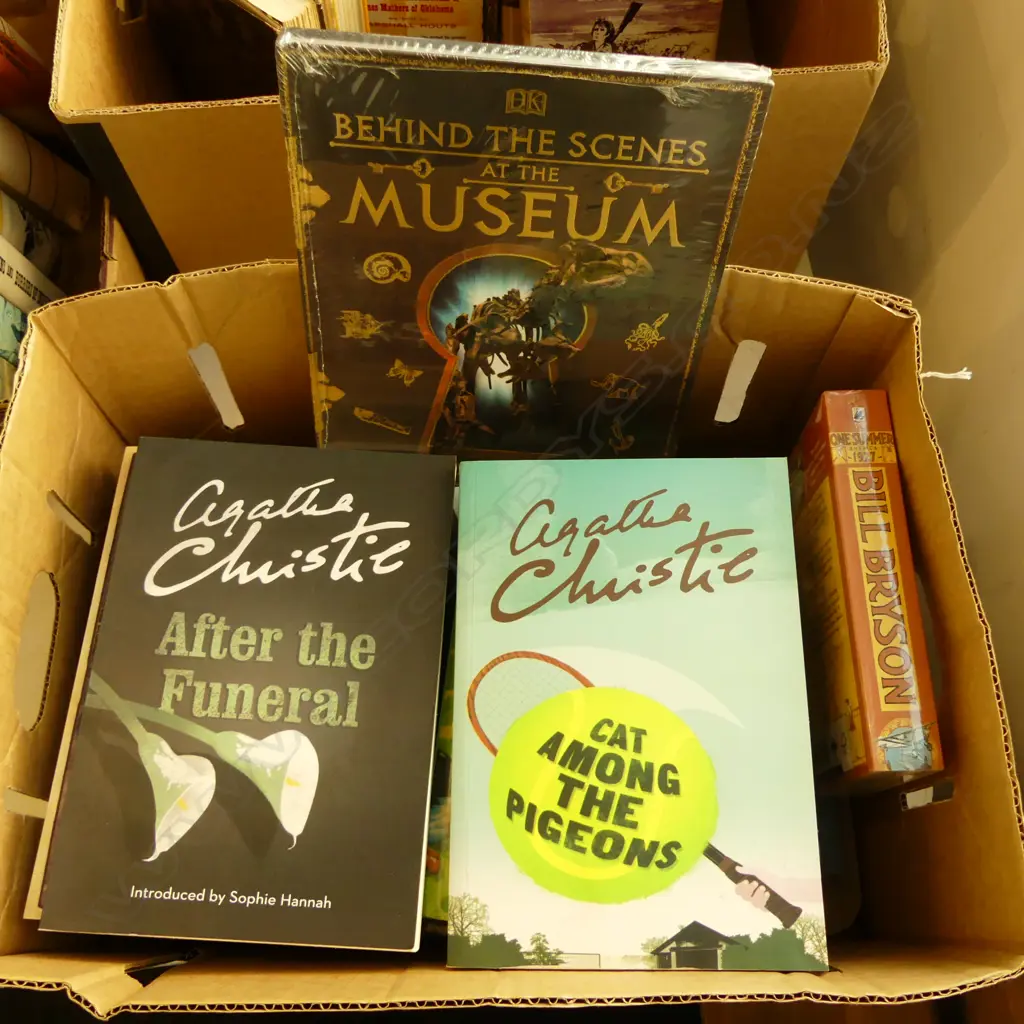 DK
BEHIND THE SCENES
AT THE
MUSEUM
Agatha
Christie
After the
Funeral
Introduced by Sophie Hannah
Agatha
Christie
CAT
AMONG
THE
PIGEONS
ONE SUMMER
BILL BRYSON